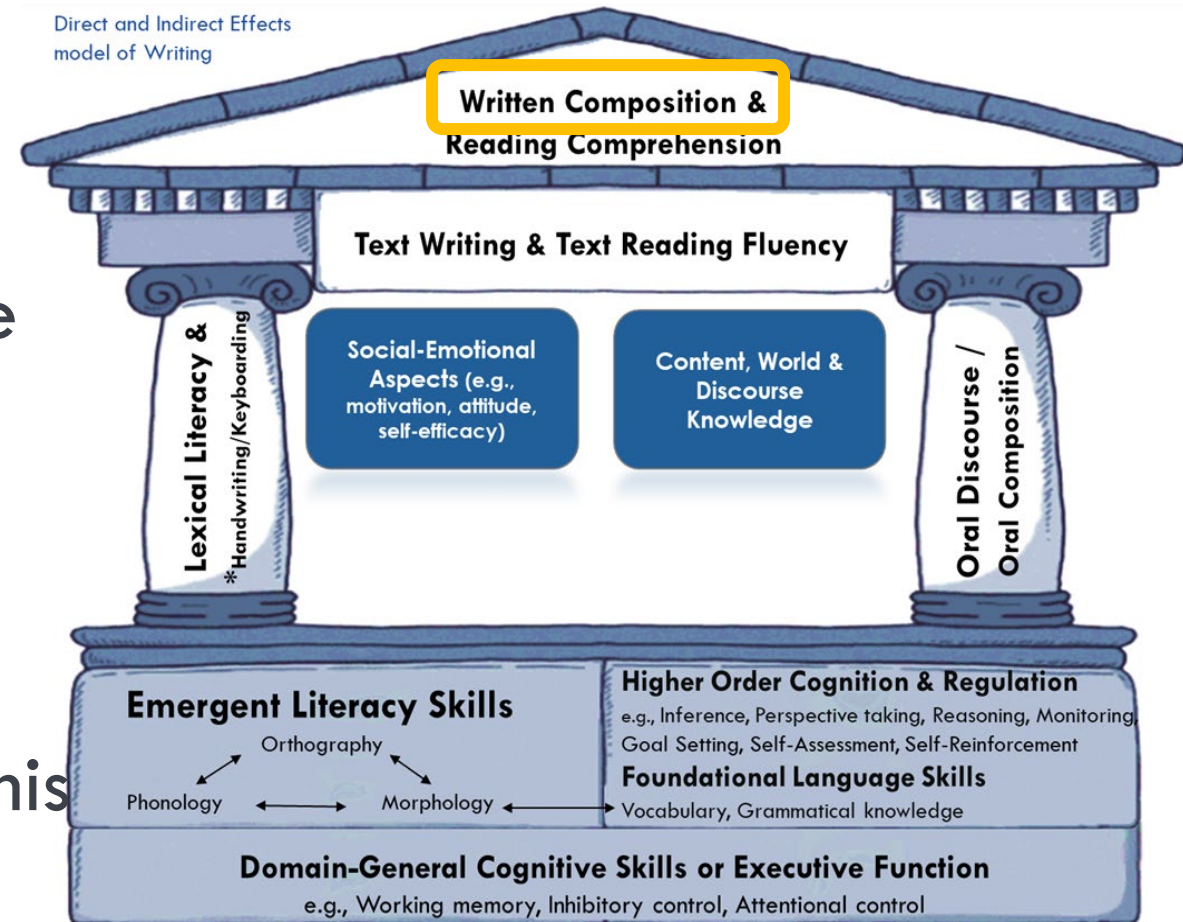 Direct and Indirect Effects
model of Writing
Written Composition &
Reading Comprehension
Text Writing & Text Reading Fluency
Lexical Literacy &
*Handwriting/Keyboarding
Social-Emotional
Aspects (e.g.,
motivation, attitude,
self-efficacy)
Content, World &
Discourse
Knowledge
Oral Discourse /
Oral Composition
Emergent Literacy Skills
Orthography
Phonology
Morphology
Higher Order Cognition & Regulation
e.g., Inference, Perspective taking, Reasoning, Monitoring,
Goal Setting, Self-Assessment, Self-Reinforcement
Foundational Language Skills
Vocabulary, Grammatical knowledge
Domain-General Cognitive Skills or Executive Function
e.g., Working memory, Inhibitory control, Attentional control